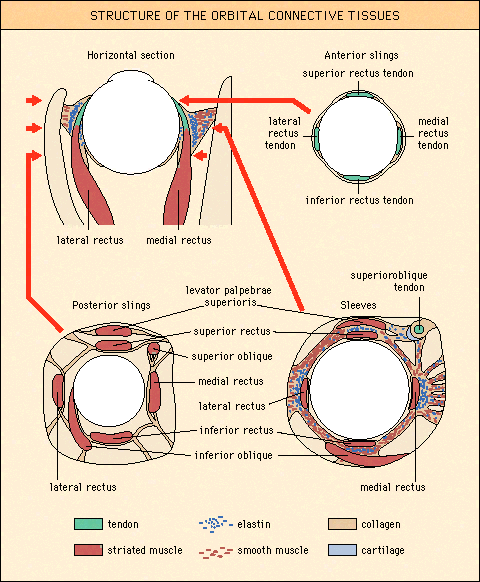 STRUCTURE OF THE ORBITAL CONNECTIVE TISSUES
Horizontal section
Anterior slings
superior rectus tendon
lateral
rectus
tendon
medial
rectus
tendon
inferior rectus tendon
lateral rectus
medial rectus
superioroblique
tendon
levator palpebrae
superioris
Posterior slings
Sleeves
superior rectus
superior oblique
medial rectus
lateral rectus
inferior rectus
inferior oblique
lateral rectus
medial rectus
tendon
elastin
collagen
striated muscle
smooth muscle
cartilage